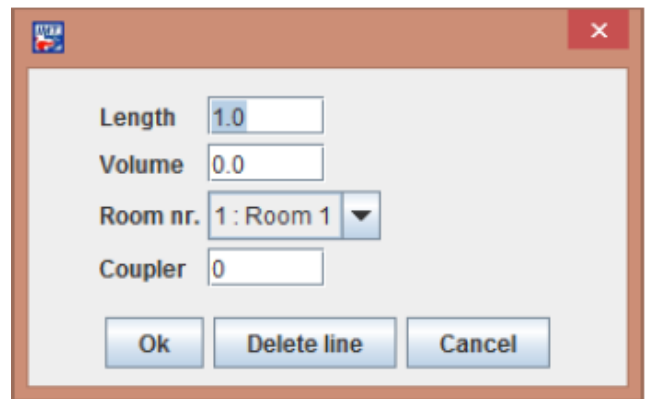 Length 1.0
Volume 0.0
Room nr. 1 : Room 1
Coupler 0
Ok Delete line Cancel